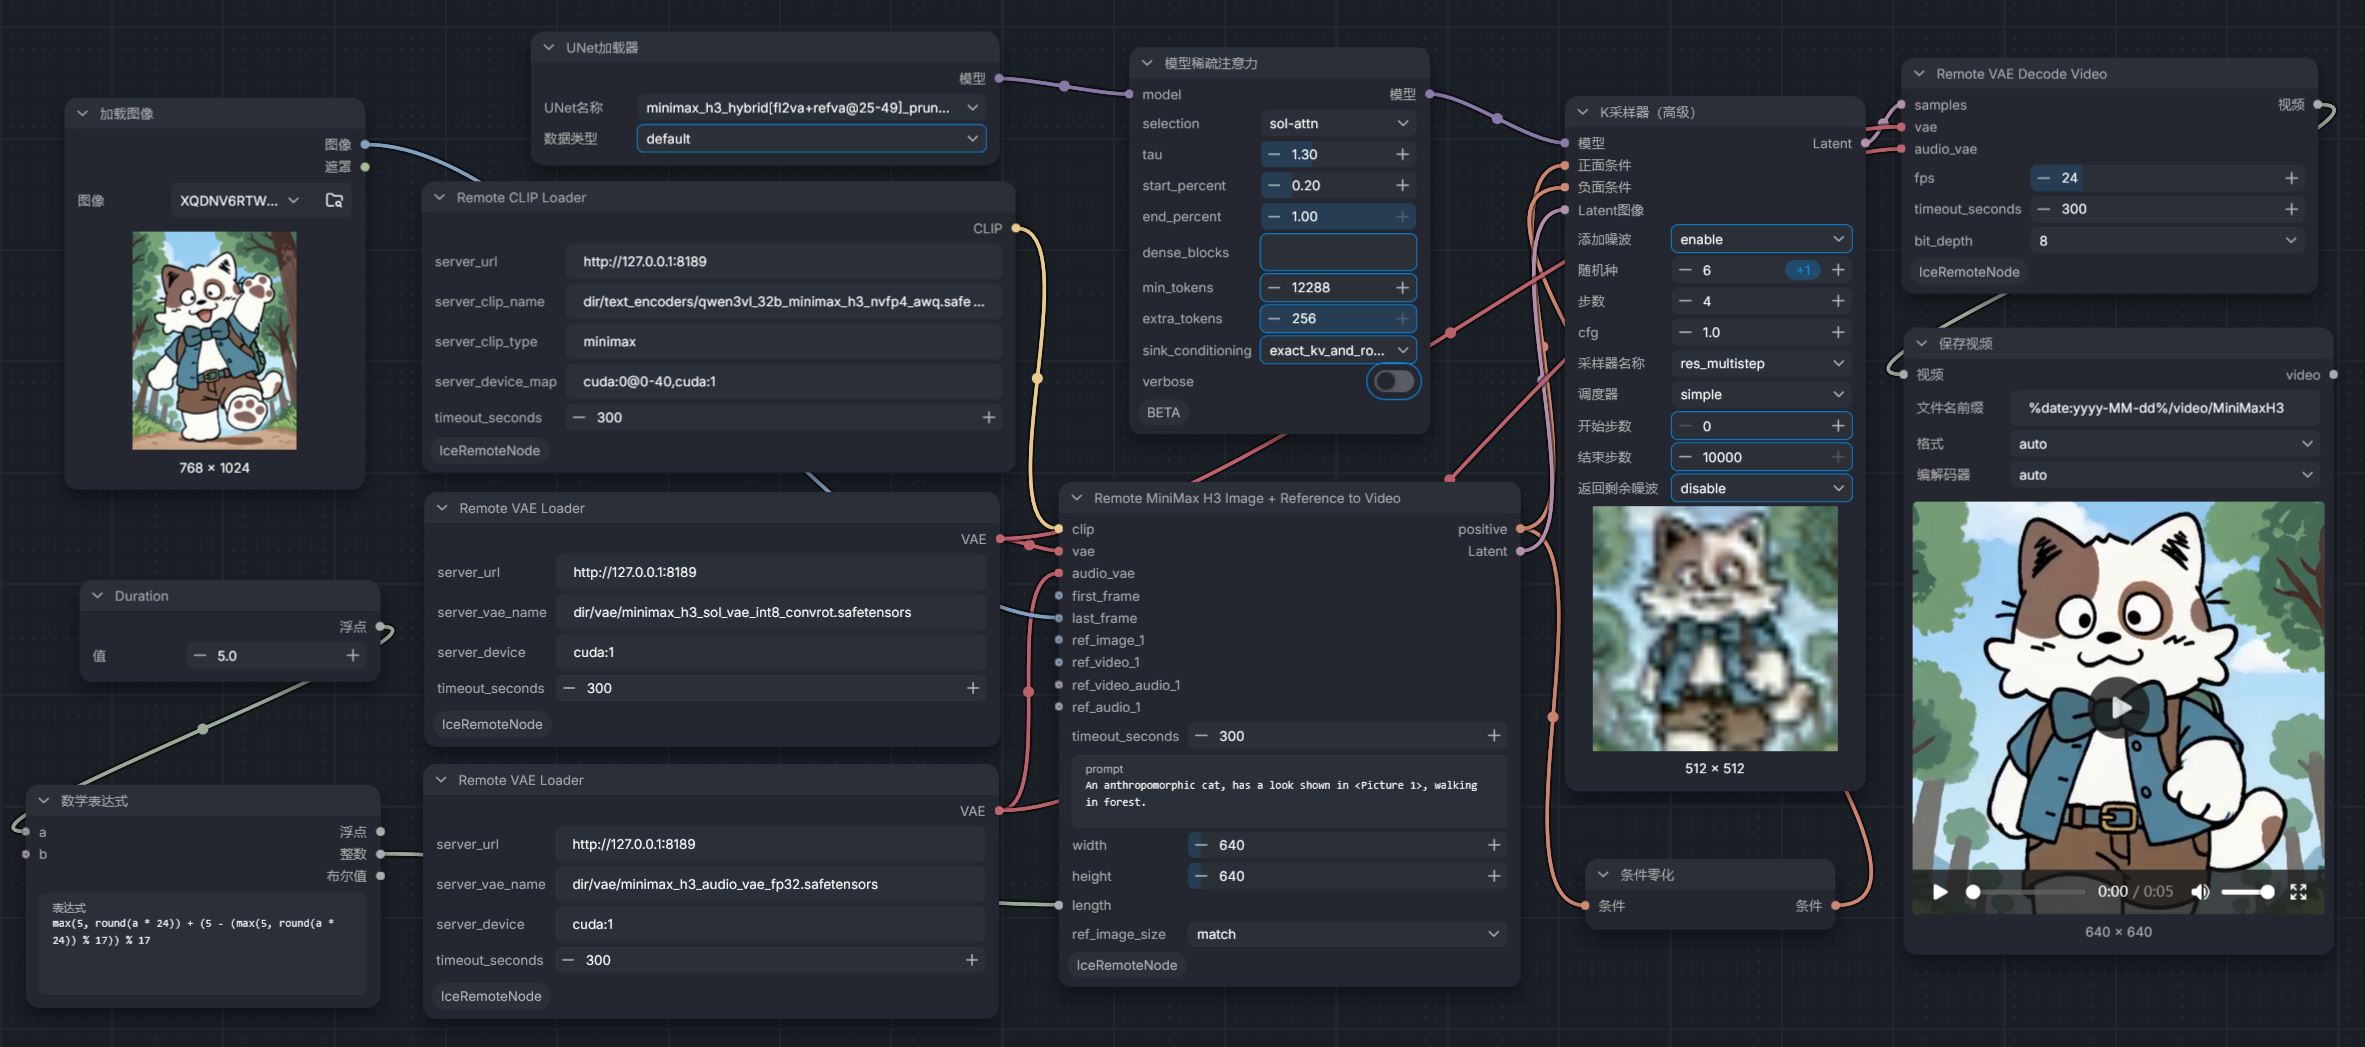 加载图像
图像
遮罩
图像
XQDNV6RTW...
768 × 1024
Duration
浮点
值
5.0
数学表达式
a
浮点
b
整数
布尔值
表达式
max(5, round(a * 24)) + (5 - (max(5, round(a *
24)) % 17)) % 17
UNet加载器
模型
UNet名称
minimax_h3_hybrid[fl2va+refva@25-49]_prun...
数据类型
default
Remote CLIP Loader
CLIP
server_url
http://127.0.0.1:8189
server_clip_name
dir/text_encoders/qwen3vl_32b_minimax_h3_nvfp4_awq.safe ...
server_clip_type
minimax
server_device_map
cuda:0@0-40,cuda:1
timeout_seconds
300
IceRemoteNode
Remote VAE Loader
VAE
server_url
http://127.0.0.1:8189
server_vae_name
dir/vae/minimax_h3_sol_vae_int8_convrot.safetensors
server_device
cuda:1
timeout_seconds
300
IceRemoteNode
Remote VAE Loader
VAE
server_url
http://127.0.0.1:8189
server_vae_name
dir/vae/minimax_h3_audio_vae_fp32.safetensors
server_device
cuda:1
timeout_seconds
300
IceRemoteNode
模型稀疏注意力
model
模型
selection
sol-attn
tau
1.30
start_percent
0.20
end_percent
1.00
dense_blocks
min_tokens
12288
extra_tokens
256
sink_conditioning
exact_kv_and_ro...
verbose
BETA
Remote MiniMax H3 Image + Reference to Video
clip
positive
vae
Latent
audio_vae
first_frame
last_frame
ref_image_1
ref_video_1
ref_video_audio_1
ref_audio_1
timeout_seconds
300
prompt
An anthropomorphic cat, has a look shown in <Picture 1>, walking
in forest.
width
640
height
640
length
ref_image_size
match
IceRemoteNode
K采样器（高级）
模型
Latent
正面条件
负面条件
Latent图像
添加噪波
enable
随机种
6
+1
步数
4
cfg
1.0
采样器名称
res_multistep
调度器
simple
开始步数
0
结束步数
10000
返回剩余噪波
disable
512 × 512
条件零化
条件
条件
Remote VAE Decode Video
samples
视频
vae
audio_vae
fps
24
timeout_seconds
300
bit_depth
8
IceRemoteNode
保存视频
视频
video
文件名前缀
%date:yyyy-MM-dd%/video/MiniMaxH3
格式
auto
编解码器
auto
0:00 / 0:05
640 × 640